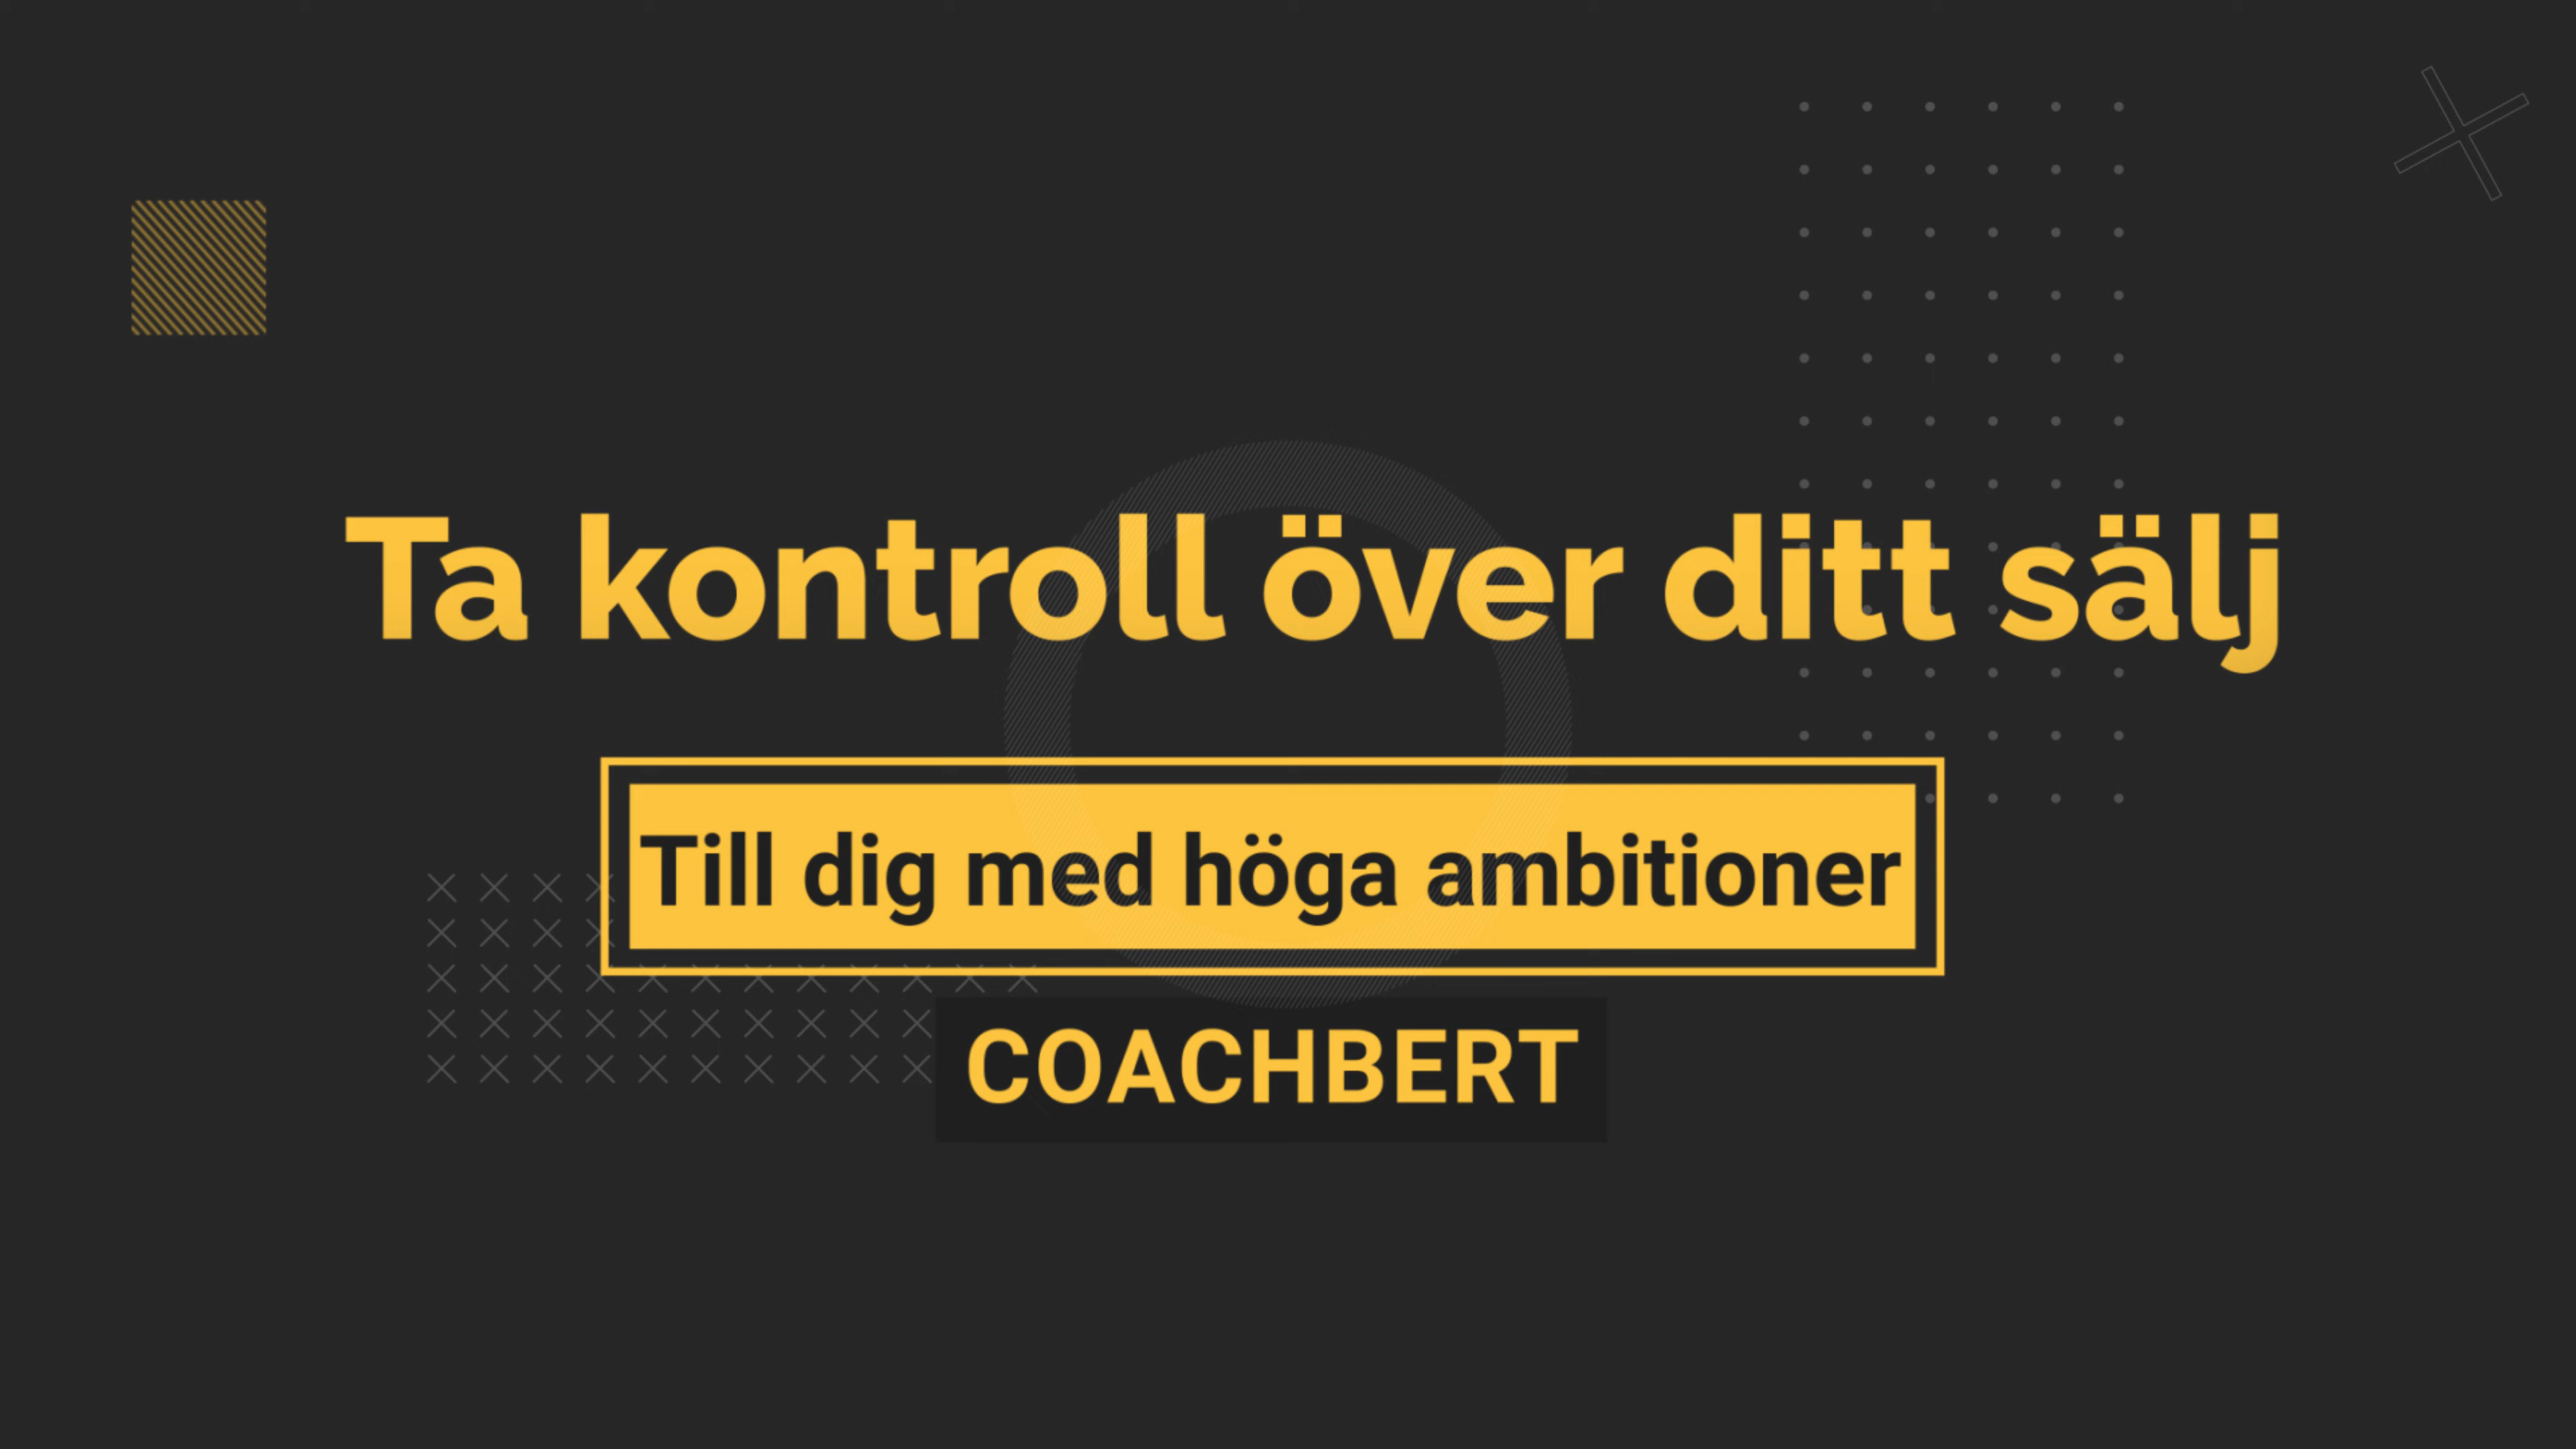 Ta kontroll över ditt sälj
Till dig med höga ambitioner
COACHBERT